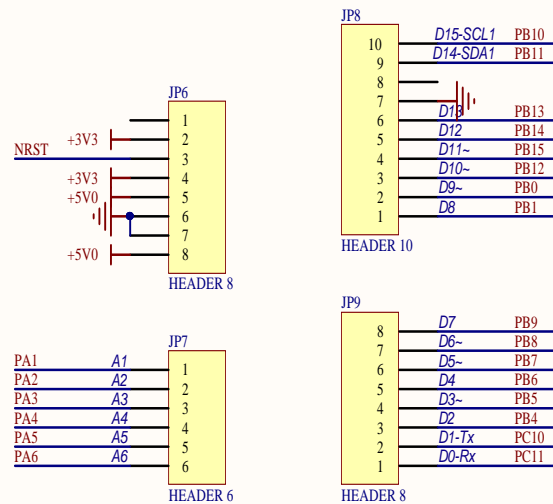 JP6
1
+3V3 2
NRST 3
+3V3 4
+5V0 5
6
7
+5V0 8
HEADER 8
JP8
10 D15-SCL1 PB10
9 D14-SDA1 PB11
8
7
6 D13 PB13
5 D12 PB14
4 D11~ PB15
3 D10~ PB12
2 D9~ PB0
1 D8 PB1
HEADER 10
JP7
PA1 A1 1
PA2 A2 2
PA3 A3 3
PA4 A4 4
PA5 A5 5
PA6 A6 6
HEADER 6
JP9
8 D7 PB9
7 D6~ PB8
6 D5~ PB7
5 D4 PB6
4 D3~ PB5
3 D2 PB4
2 D1-Tx PC10
1 D0-Rx PC11
HEADER 8